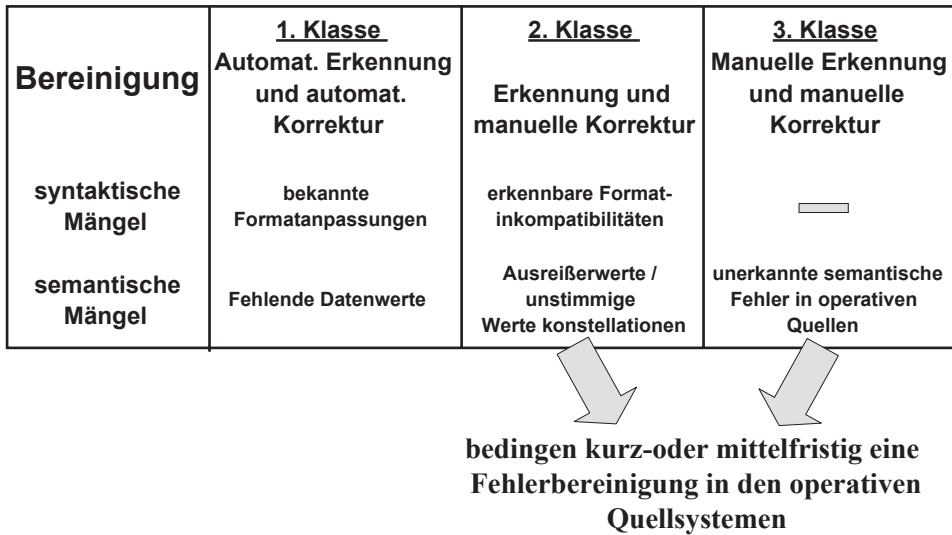 Bereinigung
1. Klasse
Automat. Erkennung
und automat.
Korrektur
2. Klasse
Erkennung und
manuelle Korrektur
3. Klasse
Manuelle Erkennung
und manuelle
Korrektur
syntaktische
Mängel
bekannte
Formatanpassungen
erkennbare Format-
inkompatibilitäten
semantische
Mängel
Fehlende Datenwerte
Ausreißerwerte /
unstimmige
Werte konstellationen
unerkannte semantische
Fehler in operativen
Quellen
bedingen kurz-oder mittelfristig eine
Fehlerbereinigung in den operativen
Quellsystemen